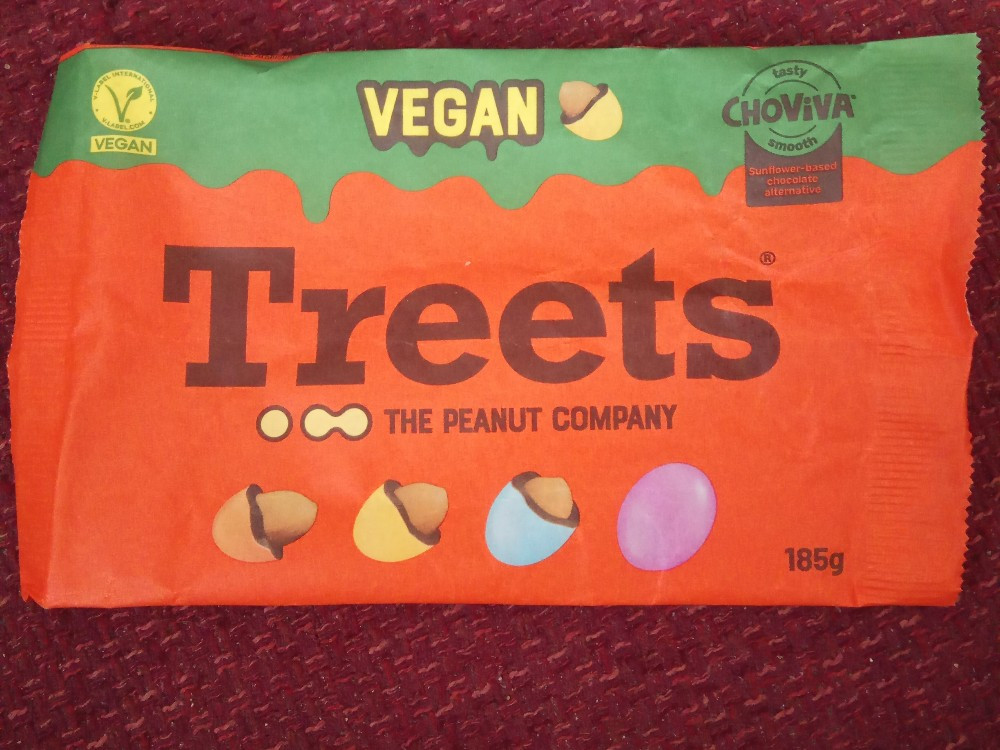 V-LABEL INTERNATIONAL
V-LABEL.COM
VEGAN
VEGAN
tasty
CHOViVA
smooth
Sunflower-based
chocolate
alternative
Treets®
THE PEANUT COMPANY
185g